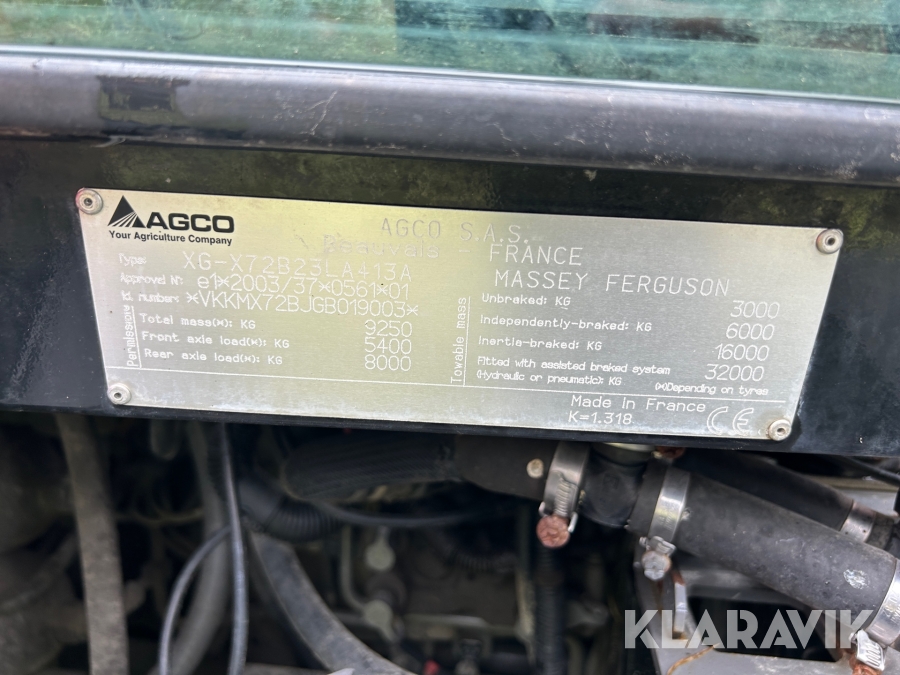 AGCO
Your Agriculture Company
AGCO S.A.S.
Beauvais - FRANCE
Type: XG-X72B23LA413A
MASSEY FERGUSON
Approved N°: e1*2003/37*0561*01
Id. number: *VKKMX72BJGB019003*
Permissive
Total mass(*): KG 9250
Front axle load(*): KG 5400
Rear axle load(*): KG 8000
Towable mass
Unbraked: KG 3000
Independently-braked: KG 6000
Inertia-braked: KG 16000
Fitted with assisted braked system 32000
(Hydraulic or pneumatic): KG (*)Depending on tyres
Made in France
K=1.318 CE
KLARAVIK